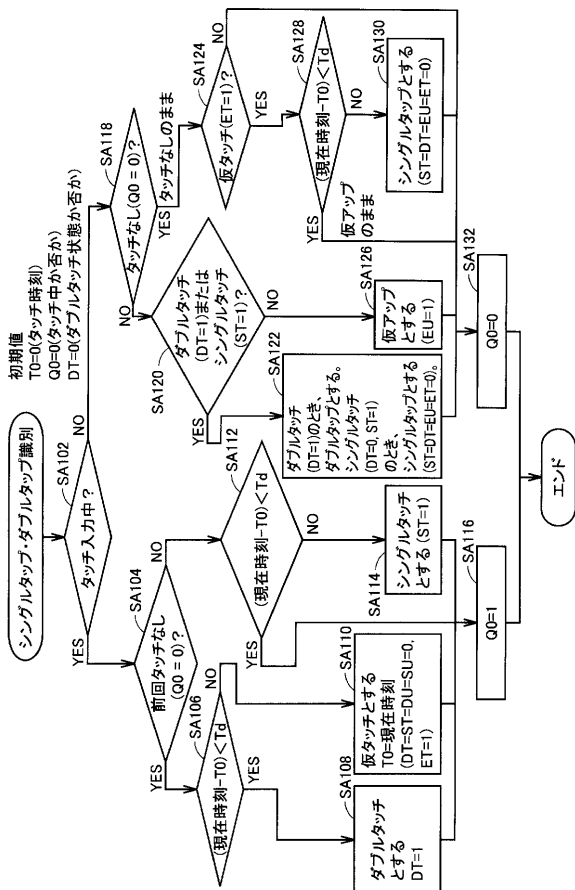 シングルタップ・ダブルタップ識別
初期値
T0=0(タッチ時刻)
Q0=0(タッチ中か否か)
DT=0(ダブルタッチ状態か否か)
SA102
タッチ入力中?
YES
NO
SA104
前回タッチなし
(Q0 = 0)?
YES
NO
SA106
(現在時刻-T0)<Td
YES
NO
SA108
ダブルタッチ
とする
DT=1
SA110
仮タッチとする
T0=現在時刻
(DT=ST=DU=SU=0,
ET=1)
SA112
(現在時刻-T0)<Td
YES
NO
SA114
シングルタッチ
とする(ST=1)
SA116
Q0=1
SA118
タッチなし(Q0 = 0)?
NO
YES
タッチなしのまま
SA120
ダブルタッチ
(DT=1)または
シングルタッチ
(ST=1)?
YES
NO
SA122
ダブルタッチ
(DT=1)のとき、
ダブルタップとする。
シングルタッチ
(DT=0, ST=1)
のとき、
シングルタップとする
(ST=DT=EU=ET=0)。
SA124
仮タッチ(ET=1)?
NO
YES
SA126
仮アップ
とする
(EU=1)
SA128
(現在時刻-T0)<Td
YES
仮アップ
のまま
NO
SA130
シングルタップとする
(ST=DT=EU=ET=0)
SA132
Q0=0
エンド